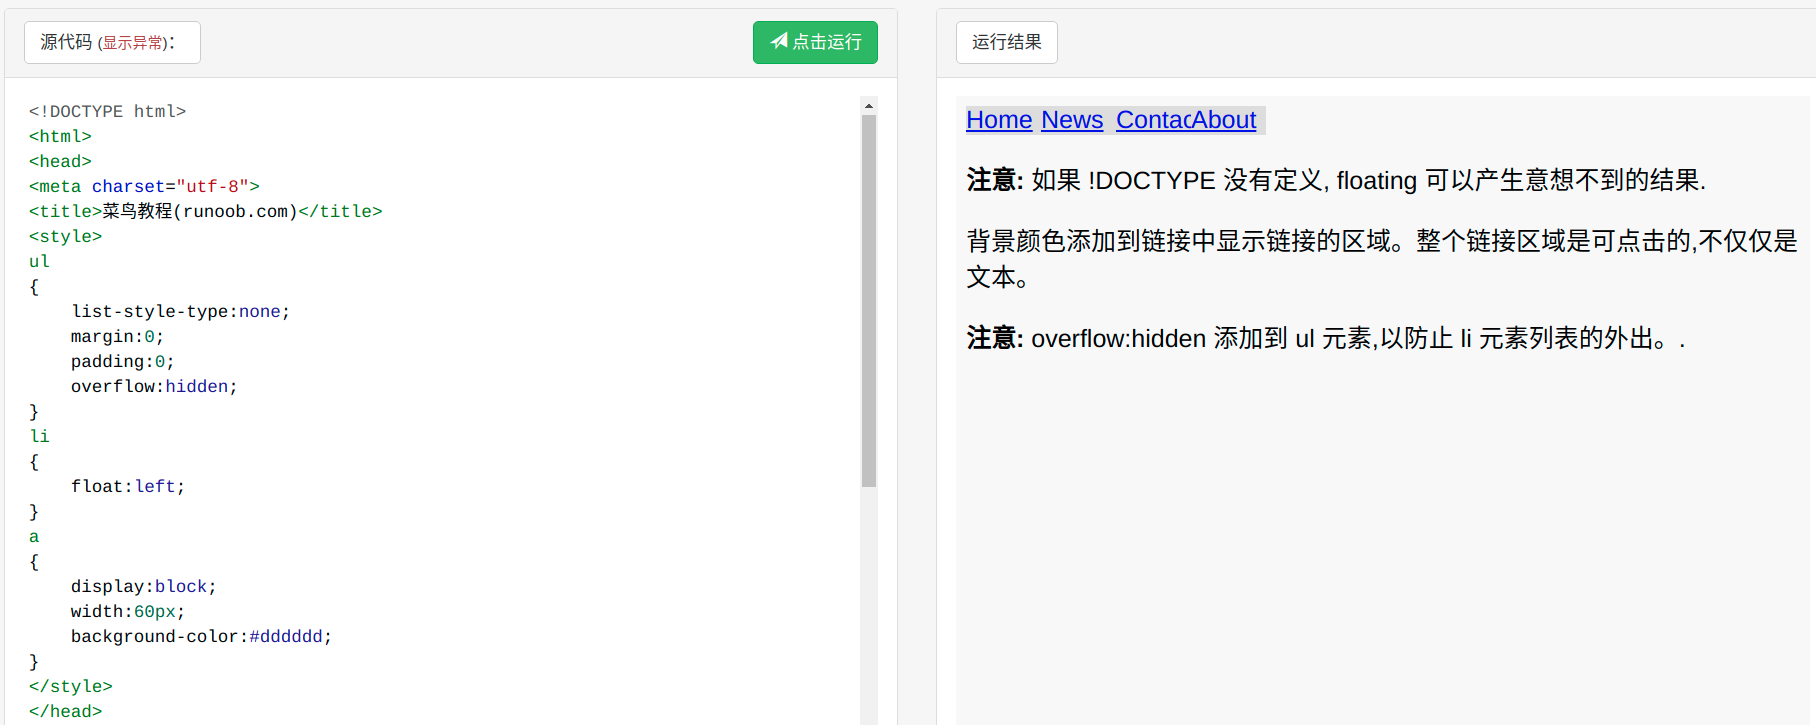 源代码 (显示异常)：
点击运行
<!DOCTYPE html>
<html>
<head>
<meta charset="utf-8">
<title>菜鸟教程(runoob.com)</title>
<style>
ul
{
    list-style-type:none;
    margin:0;
    padding:0;
    overflow:hidden;
}
li
{
    float:left;
}
a
{
    display:block;
    width:60px;
    background-color:#dddddd;
}
</style>
</head>
运行结果
Home News ContacAbout
注意: 如果 !DOCTYPE 没有定义, floating 可以产生意想不到的结果.
背景颜色添加到链接中显示链接的区域。整个链接区域是可点击的,不仅仅是
文本。
注意: overflow:hidden 添加到 ul 元素,以防止 li 元素列表的外出。.